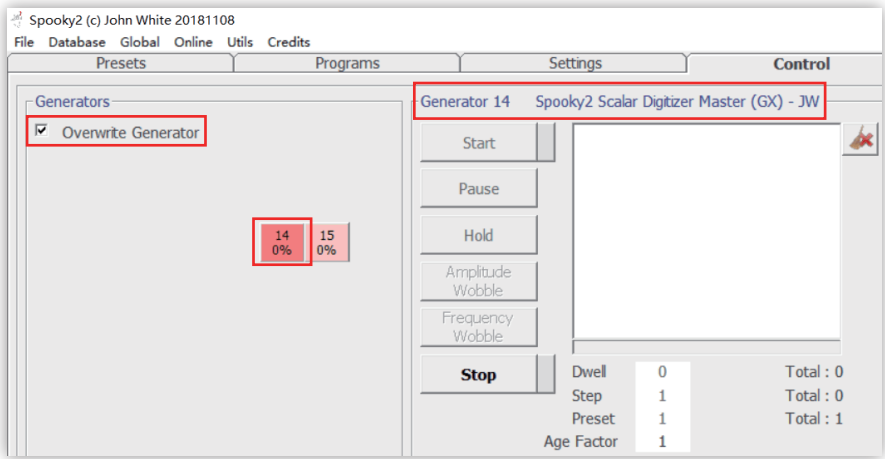 Spooky2 (c) John White 20181108
File Database Global Online Utils Credits
Presets Programs Settings Control
Generators
Overwrite Generator
14 15
0% 0%
Generator 14 Spooky2 Scalar Digitizer Master (GX) - JW
Start
Pause
Hold
Amplitude
Wobble
Frequency
Wobble
Stop
Dwell 0 Total : 0
Step 1 Total : 0
Preset 1 Total : 1
Age Factor 1